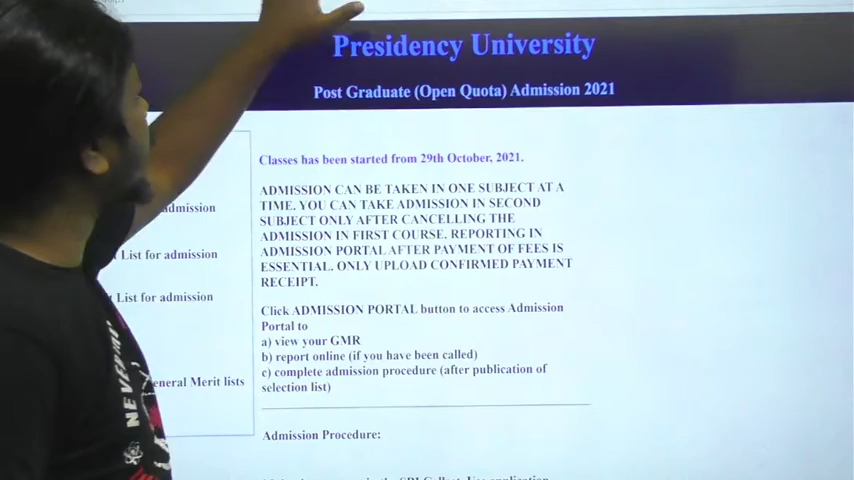 Presidency University
Post Graduate (Open Quota) Admission 2021
Classes has been started from 29th October, 2021.
ADMISSION CAN BE TAKEN IN ONE SUBJECT AT A
TIME. YOU CAN TAKE ADMISSION IN SECOND
SUBJECT ONLY AFTER CANCELLING THE
ADMISSION IN FIRST COURSE. REPORTING IN
ADMISSION PORTAL AFTER PAYMENT OF FEES IS
ESSENTIAL. ONLY UPLOAD CONFIRMED PAYMENT
RECEIPT.
Click ADMISSION PORTAL button to access Admission
Portal to
a) view your GMR
b) report online (if you have been called)
c) complete admission procedure (after publication of
selection list)
Admission Procedure:
admission
List for admission
List for admission
eneral Merit lists
NEVER